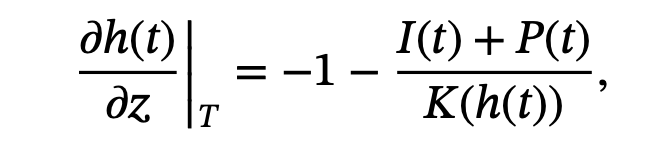 ∂h(t)/∂z|_T = −1 − (I(t) + P(t))/K(h(t)),